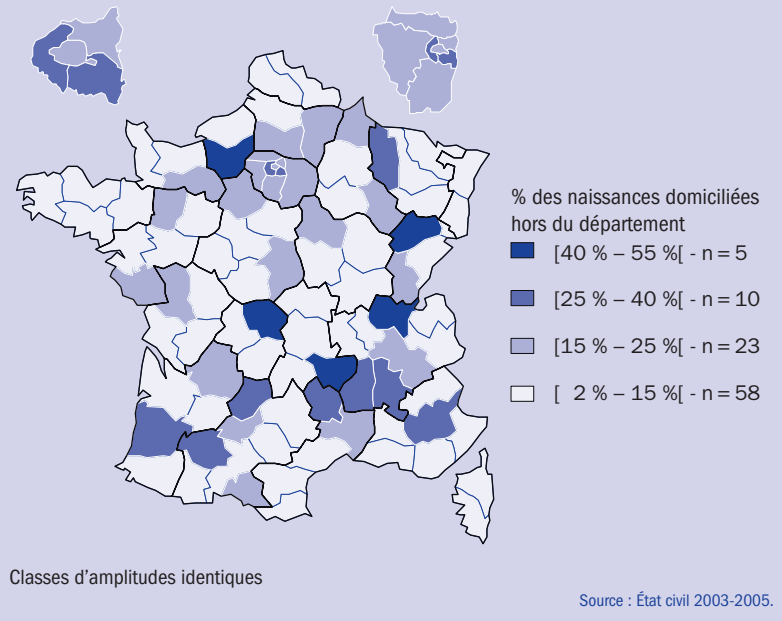 % des naissances domiciliées
hors du département
[40 % – 55 %[ - n = 5
[25 % – 40 %[ - n = 10
[15 % – 25 %[ - n = 23
[ 2 % – 15 %[ - n = 58
Classes d’amplitudes identiques
Source : État civil 2003-2005.